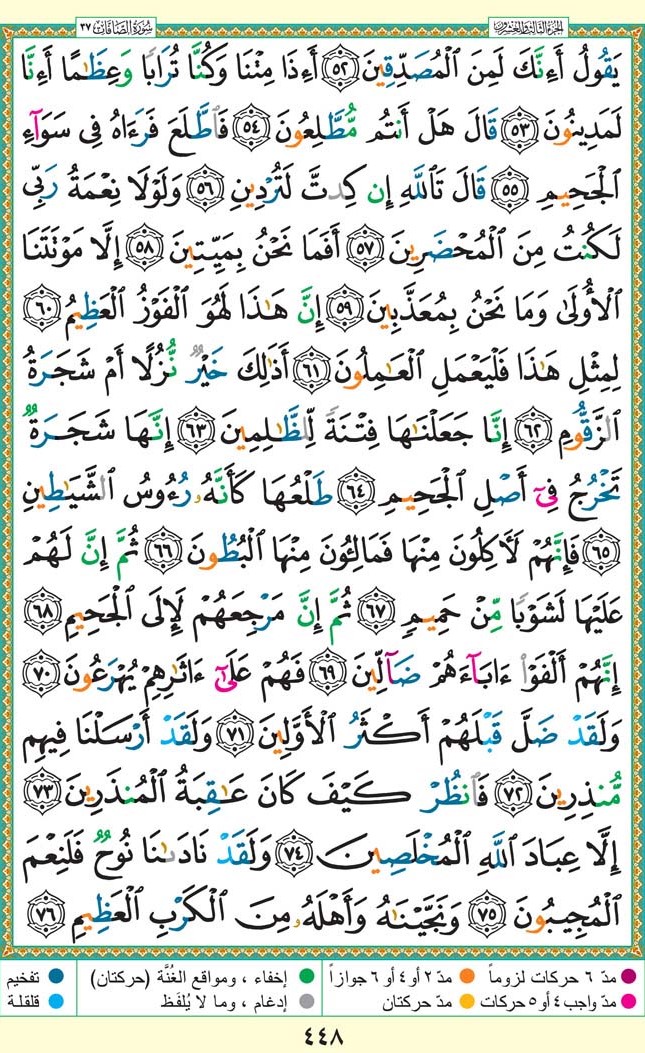 الجزء الثالث والعشرون
سورة الصافات ٣٧
يَقُولُ أَءِنَّكَ لَمِنَ ٱلْمُصَدِّقِينَ ٥٢ أَءِذَا مِتْنَا وَكُنَّا تُرَابًا وَعِظَٰمًا أَءِنَّا
لَمَدِينُونَ ٥٣ قَالَ هَلْ أَنتُم مُّطَّلِعُونَ ٥٤ فَٱطَّلَعَ فَرَءَاهُ فِى سَوَآءِ
ٱلْجَحِيمِ ٥٥ قَالَ تَٱللَّهِ إِن كِدتَّ لَتُرْدِينِ ٥٦ وَلَوْلَا نِعْمَةُ رَبِّى
لَكُنتُ مِنَ ٱلْمُحْضَرِينَ ٥٧ أَفَمَا نَحْنُ بِمَيِّتِينَ ٥٨ إِلَّا مَوْتَتَنَا
ٱلْأُولَىٰ وَمَا نَحْنُ بِمُعَذَّبِينَ ٥٩ إِنَّ هَٰذَا لَهُوَ ٱلْفَوْزُ ٱلْعَظِيمُ ٦٠
لِمِثْلِ هَٰذَا فَلْيَعْمَلِ ٱلْعَٰمِلُونَ ٦١ أَذَٰلِكَ خَيْرٌ نُّزُلًا أَمْ شَجَرَةُ
ٱلزَّقُّومِ ٦٢ إِنَّا جَعَلْنَٰهَا فِتْنَةً لِّلظَّٰلِمِينَ ٦٣ إِنَّهَا شَجَرَةٌ
تَخْرُجُ فِىٓ أَصْلِ ٱلْجَحِيمِ ٦٤ طَلْعُهَا كَأَنَّهُۥ رُءُوسُ ٱلشَّيَٰطِينِ
٦٥ فَإِنَّهُمْ لَءَاكِلُونَ مِنْهَا فَمَالِـُٔونَ مِنْهَا ٱلْبُطُونَ ٦٦ ثُمَّ إِنَّ لَهُمْ
عَلَيْهَا لَشَوْبًا مِّنْ حَمِيمٍ ٦٧ ثُمَّ إِنَّ مَرْجِعَهُمْ لَإِلَى ٱلْجَحِيمِ ٦٨
إِنَّهُمْ أَلْفَوْا۟ ءَابَآءَهُمْ ضَآلِّينَ ٦٩ فَهُمْ عَلَىٰٓ ءَاثَٰرِهِمْ يُهْرَعُونَ ٧٠
وَلَقَدْ ضَلَّ قَبْلَهُمْ أَكْثَرُ ٱلْأَوَّلِينَ ٧١ وَلَقَدْ أَرْسَلْنَا فِيهِم
مُّنذِرِينَ ٧٢ فَٱنظُرْ كَيْفَ كَانَ عَٰقِبَةُ ٱلْمُنذَرِينَ ٧٣
إِلَّا عِبَادَ ٱللَّهِ ٱلْمُخْلَصِينَ ٧٤ وَلَقَدْ نَادَىٰنَا نُوحٌ فَلَنِعْمَ
ٱلْمُجِيبُونَ ٧٥ وَنَجَّيْنَٰهُ وَأَهْلَهُۥ مِنَ ٱلْكَرْبِ ٱلْعَظِيمِ ٧٦
مدّ ٦ حركات لزوماً مدّ ٢ أو ٤ أو ٦ جوازاً إخفاء ، ومواقع الغُنَّة (حركتان) تفخيم
مدّ واجب ٤ أو ٥ حركات مدّ حركتان إدغام ، وما لا يُلفَظ قلقلة
٤٤٨